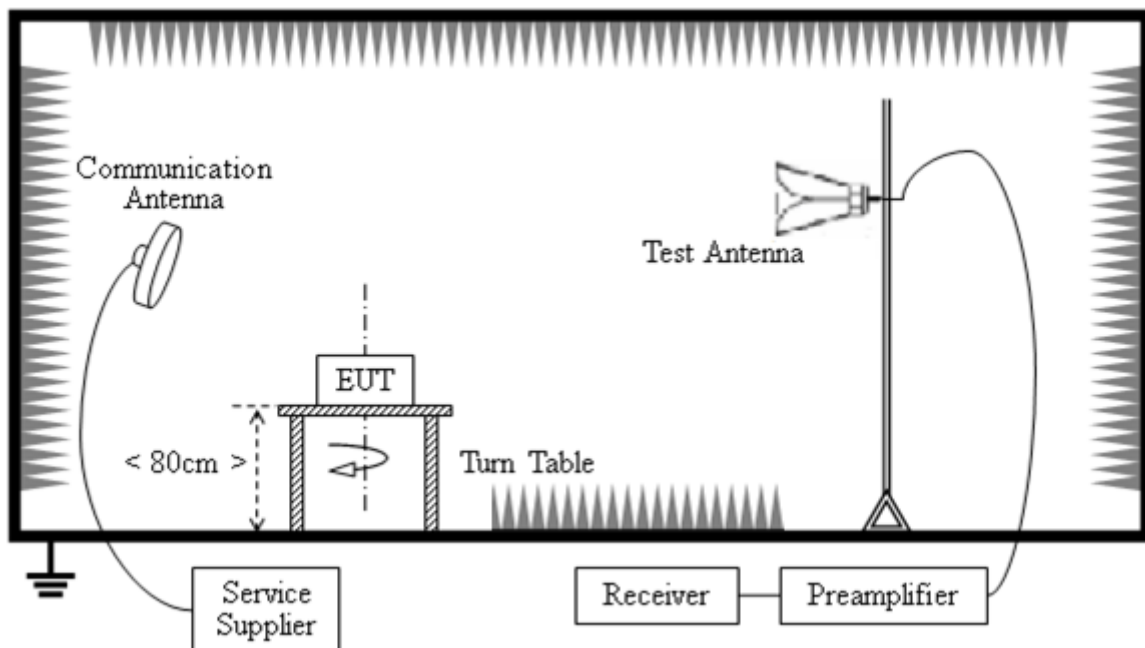 Communication
Antenna
Test Antenna
EUT
< 80cm >
Turn Table
Service
Supplier
Receiver
Preamplifier